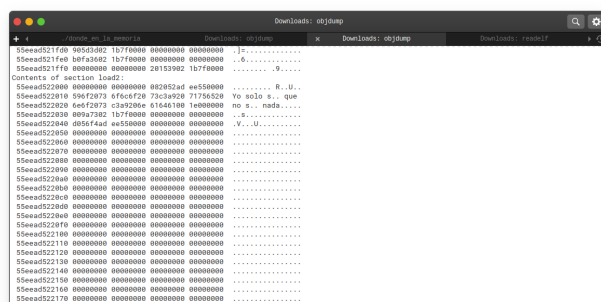 Downloads: objdump
./donde_en_la_memoria Downloads: objdump × Downloads: objdump Downloads: readelf
55eead521fd0 905d3d02 1b7f0000 00000000 00000000 .]=.............
55eead521fe0 b0fa3602 1b7f0000 00000000 00000000 ..6.............
55eead521ff0 00000000 00000000 20153902 1b7f0000 ........ .9.....
Contents of section load2:
55eead522000 00000000 00000000 082052ad ee550000 ......... R..U..
55eead522010 596f2073 6f6c6f20 73c3a920 71756520 Yo solo s.. que
55eead522020 6e6f2073 c3a9206e 61646100 1e000000 no s.. nada.....
55eead522030 009a7302 1b7f0000 00000000 00000000 ..s.............
55eead522040 d056f4ad ee550000 00000000 00000000 .V...U..........
55eead522050 00000000 00000000 00000000 00000000 ................
55eead522060 00000000 00000000 00000000 00000000 ................
55eead522070 00000000 00000000 00000000 00000000 ................
55eead522080 00000000 00000000 00000000 00000000 ................
55eead522090 00000000 00000000 00000000 00000000 ................
55eead5220a0 00000000 00000000 00000000 00000000 ................
55eead5220b0 00000000 00000000 00000000 00000000 ................
55eead5220c0 00000000 00000000 00000000 00000000 ................
55eead5220d0 00000000 00000000 00000000 00000000 ................
55eead5220e0 00000000 00000000 00000000 00000000 ................
55eead5220f0 00000000 00000000 00000000 00000000 ................
55eead522100 00000000 00000000 00000000 00000000 ................
55eead522110 00000000 00000000 00000000 00000000 ................
55eead522120 00000000 00000000 00000000 00000000 ................
55eead522130 00000000 00000000 00000000 00000000 ................
55eead522140 00000000 00000000 00000000 00000000 ................
55eead522150 00000000 00000000 00000000 00000000 ................
55eead522160 00000000 00000000 00000000 00000000 ................
55eead522170 00000000 00000000 00000000 00000000 ................